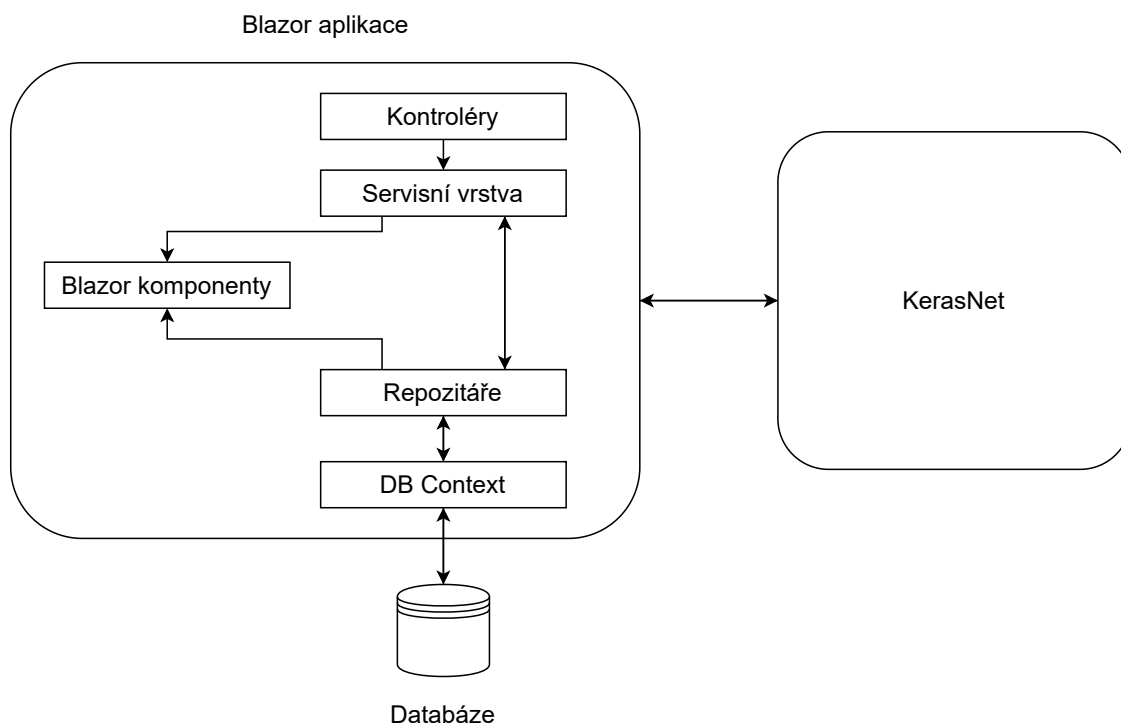 Blazor aplikace
Kontroléry
Servisní vrstva
Blazor komponenty
KerasNet
Repozitáře
DB Context
Databáze